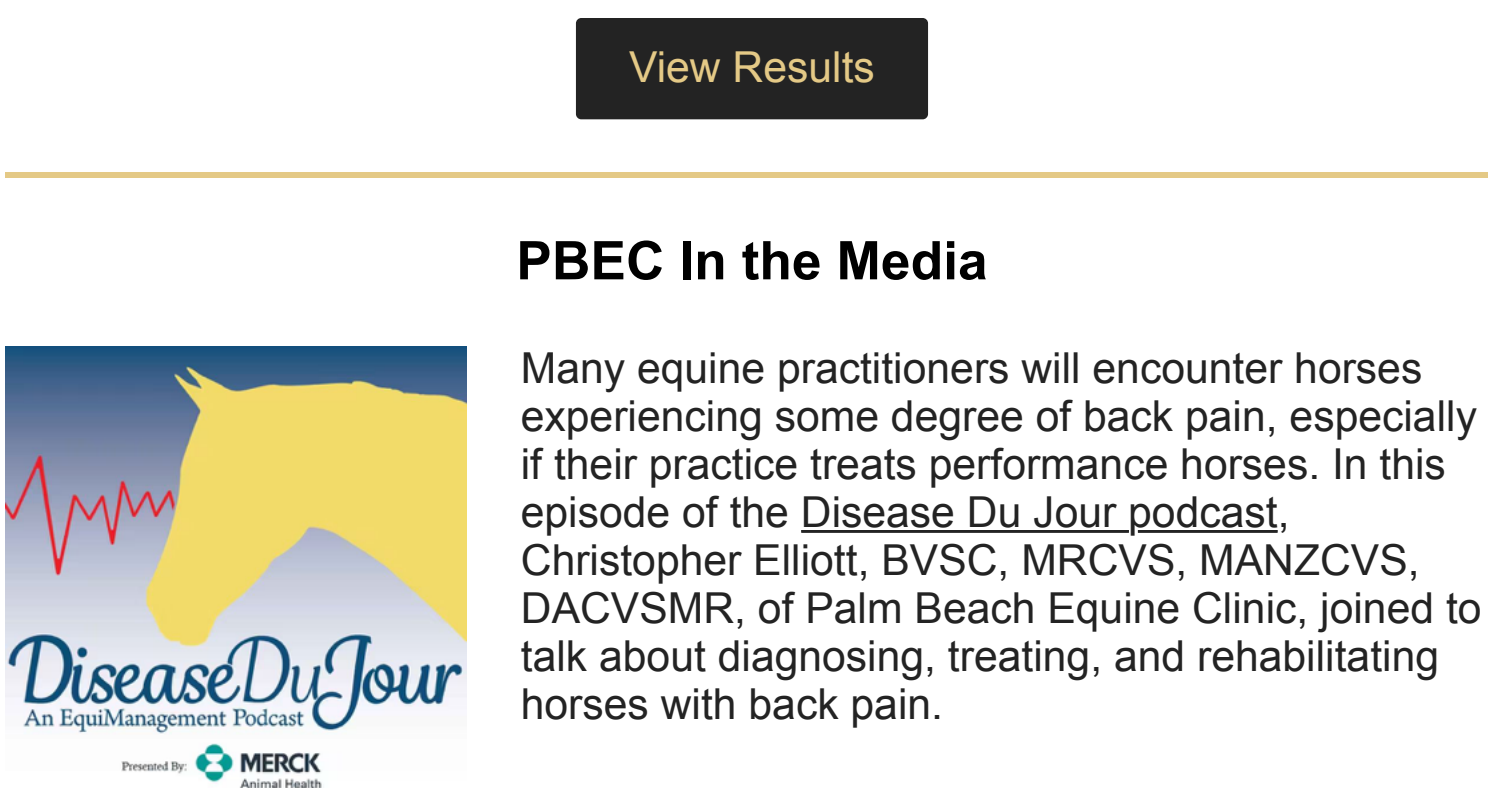 View Results
PBEC In the Media
Many equine practitioners will encounter horses
experiencing some degree of back pain, especially
if their practice treats performance horses. In this
episode of the Disease Du Jour podcast,
Christopher Elliott, BVSC, MRCVS, MANZCVS,
DACVSMR, of Palm Beach Equine Clinic, joined to
talk about diagnosing, treating, and rehabilitating
horses with back pain.
DiseaseDuJour
An EquiManagement Podcast
Presented By: MERCK
Animal Health